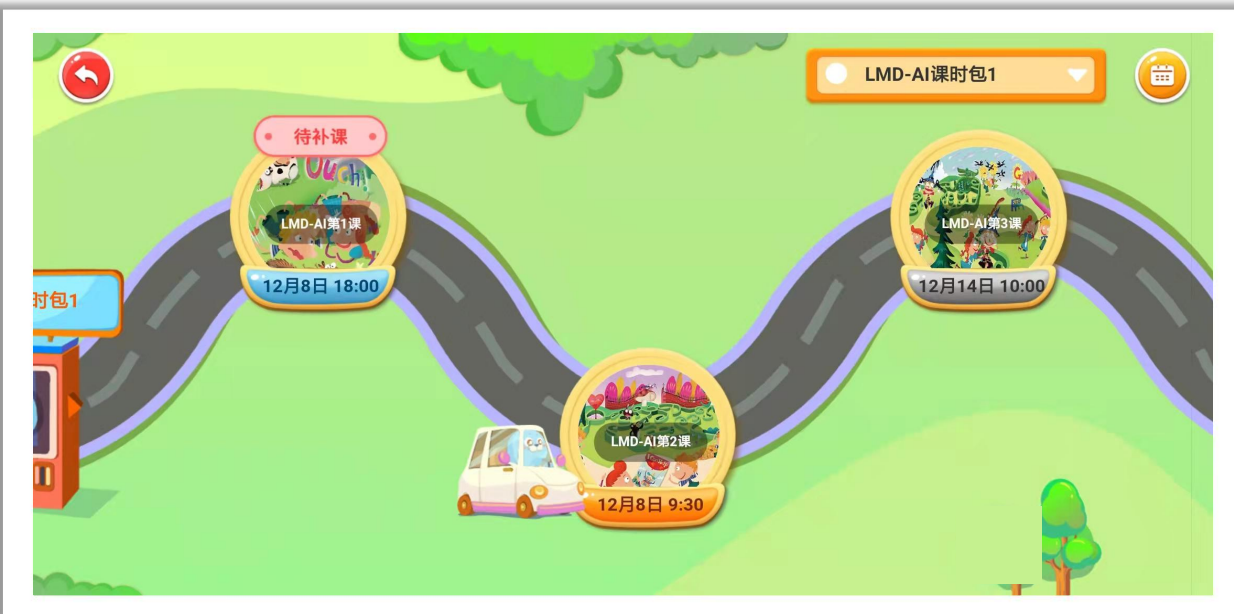 LMD-AI课时包1
待补课
Ouch!
LMD-AI第1课
12月8日 18:00
LMD-AI第3课
12月14日 10:00
时包1
LMD-AI第2课
12月8日 9:30